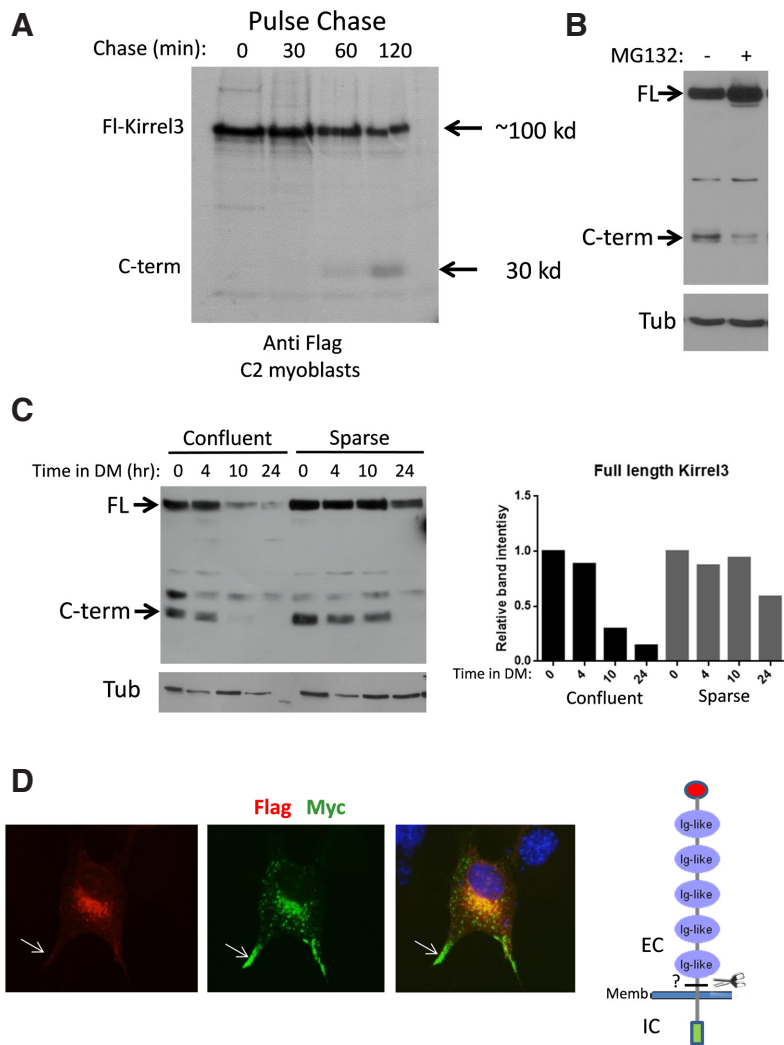 A
Pulse Chase
Chase (min): 0 30 60 120
Fl-Kirrel3
~100 kd
C-term
30 kd
Anti Flag
C2 myoblasts
B
MG132: - +
FL
C-term
Tub
C
Confluent Sparse
Time in DM (hr): 0 4 10 24 0 4 10 24
FL
C-term
Tub
Full length Kirrel3
Relative band intentisy
1.5
1.0
0.5
0.0
Time in DM: 0 4 10 24 0 4 10 24
Confluent Sparse
D
Flag Myc
Ig-like
Ig-like
Ig-like
Ig-like
Ig-like
EC
?
Memb
IC